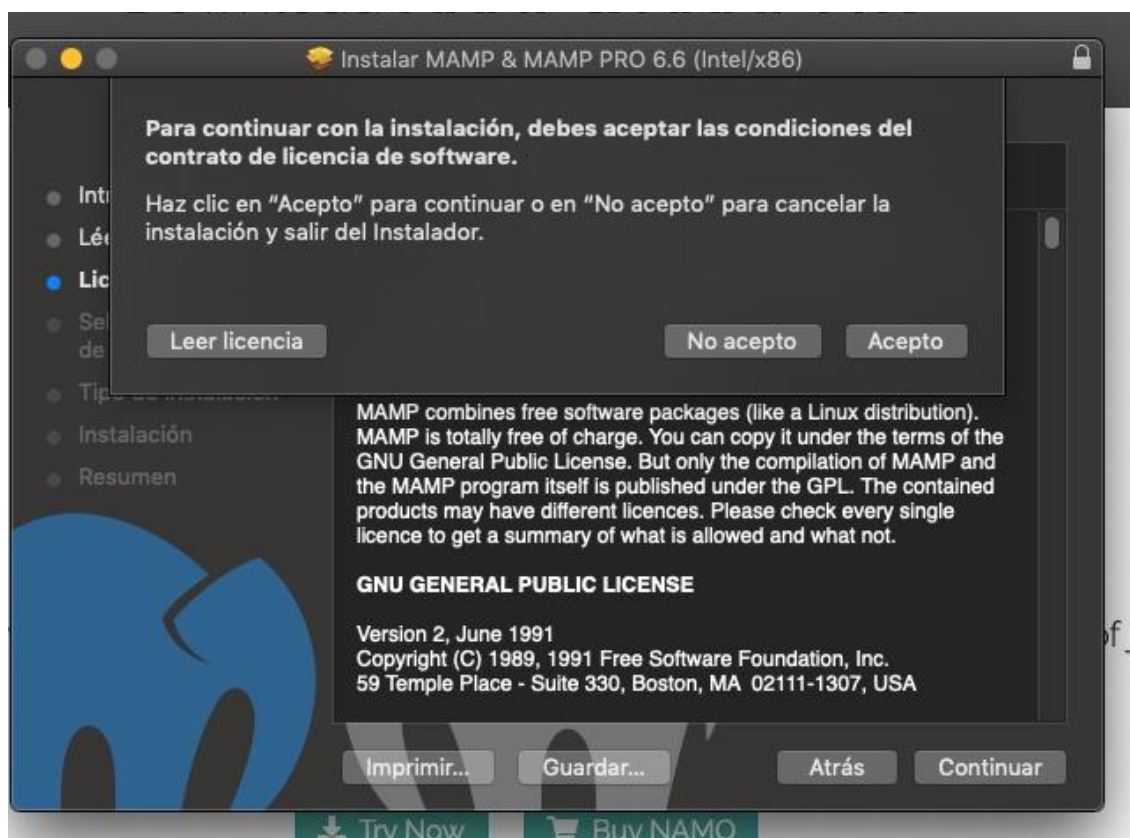 Instalar MAMP & MAMP PRO 6.6 (Intel/x86)
Para continuar con la instalación, debes aceptar las condiciones del
contrato de licencia de software.
Haz clic en "Acepto" para continuar o en "No acepto" para cancelar la
instalación y salir del Instalador.
Leer licencia
No acepto
Acepto
Lic
de
Instalación
Resumen
MAMP combines free software packages (like a Linux distribution).
MAMP is totally free of charge. You can copy it under the terms of the
GNU General Public License. But only the compilation of MAMP and
the MAMP program itself is published under the GPL. The contained
products may have different licences. Please check every single
licence to get a summary of what is allowed and what not.
GNU GENERAL PUBLIC LICENSE
Version 2, June 1991
Copyright (C) 1989, 1991 Free Software Foundation, Inc.
59 Temple Place - Suite 330, Boston, MA 02111-1307, USA
Imprimir...
Guardar...
Atrás
Continuar
Try Now
Buy NAMO